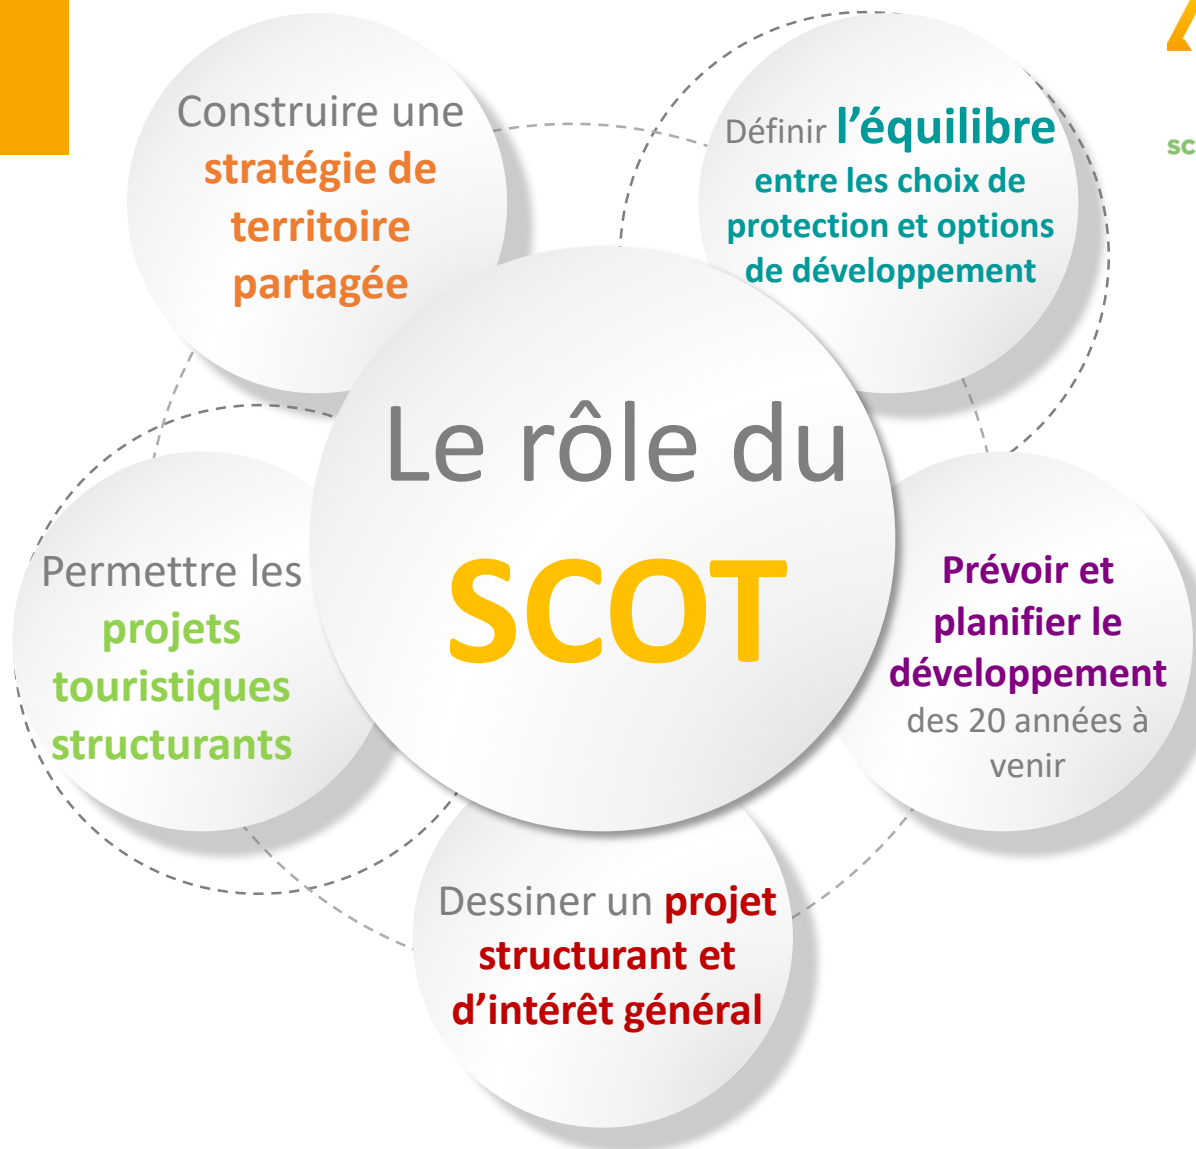 Construire une
stratégie de
territoire
partagée
Définir l’équilibre
entre les choix de
protection et options
de développement
Le rôle du
SCOT
Permettre les
projets
touristiques
structurants
Prévoir et
planifier le
développement
des 20 années à
venir
Dessiner un projet
structurant et
d’intérêt général